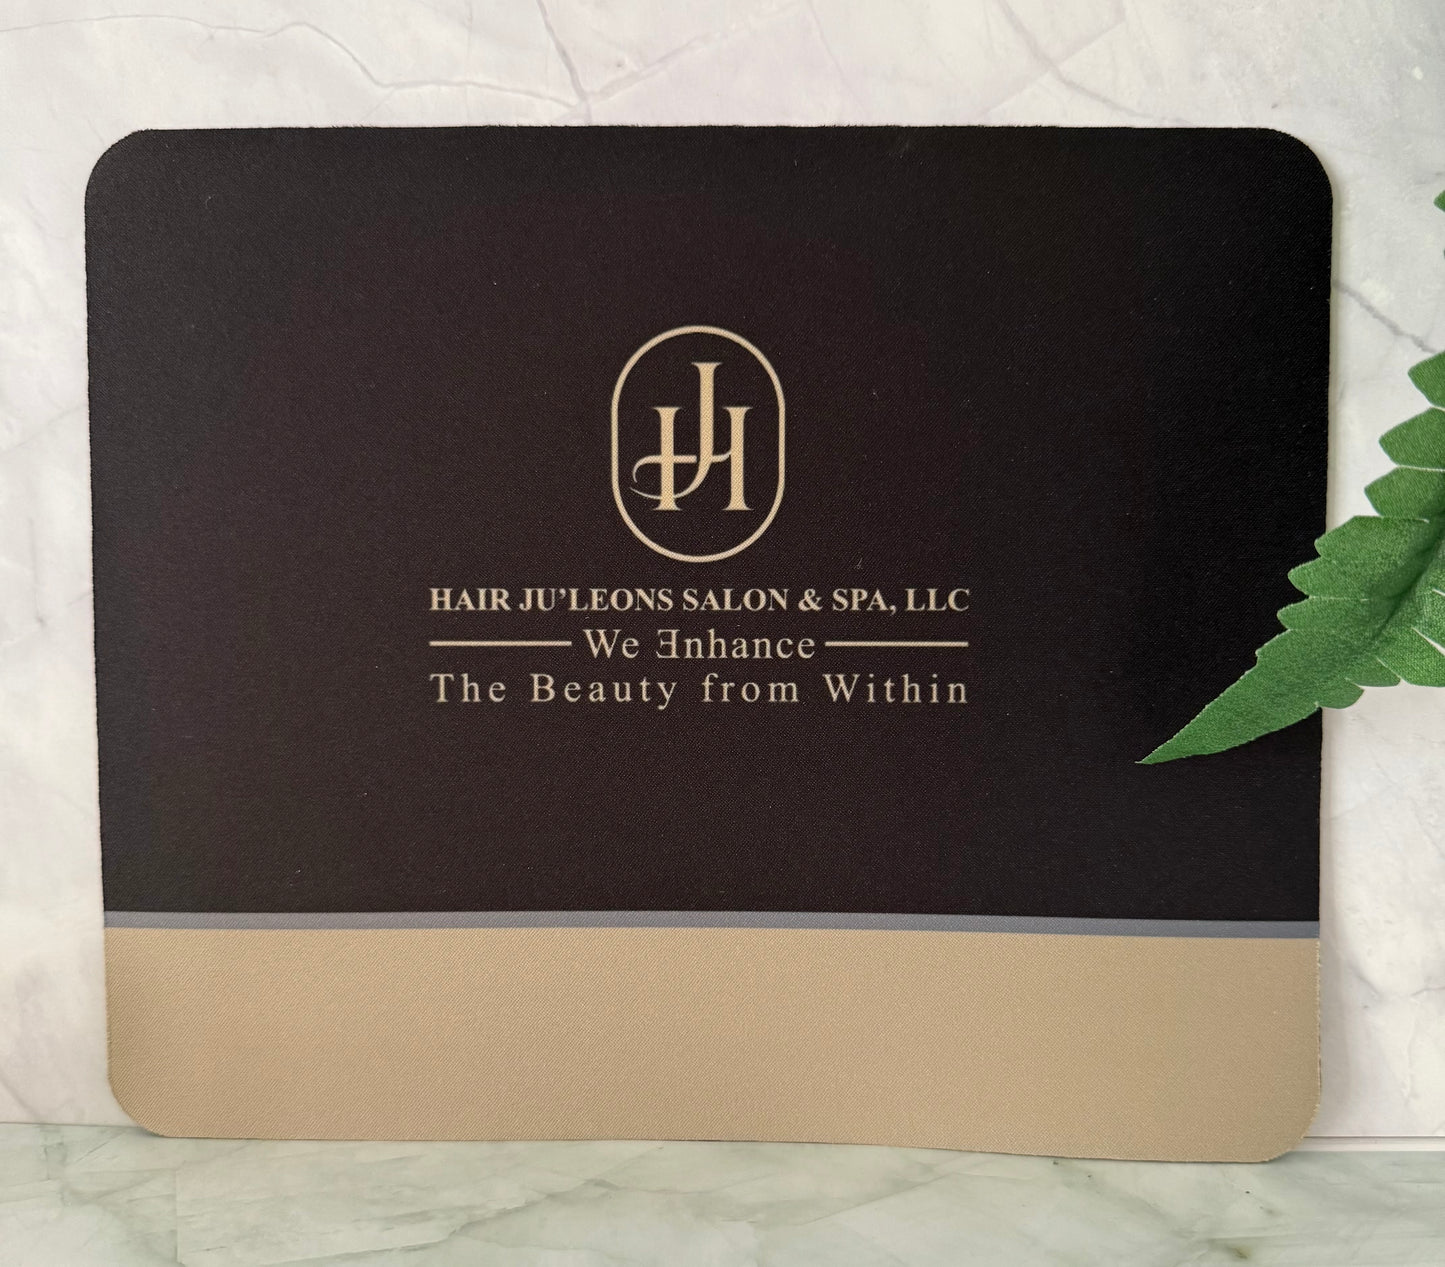 JH
HAIR JU’LEONS SALON & SPA, LLC
We Ǝnhance
The Beauty from Within